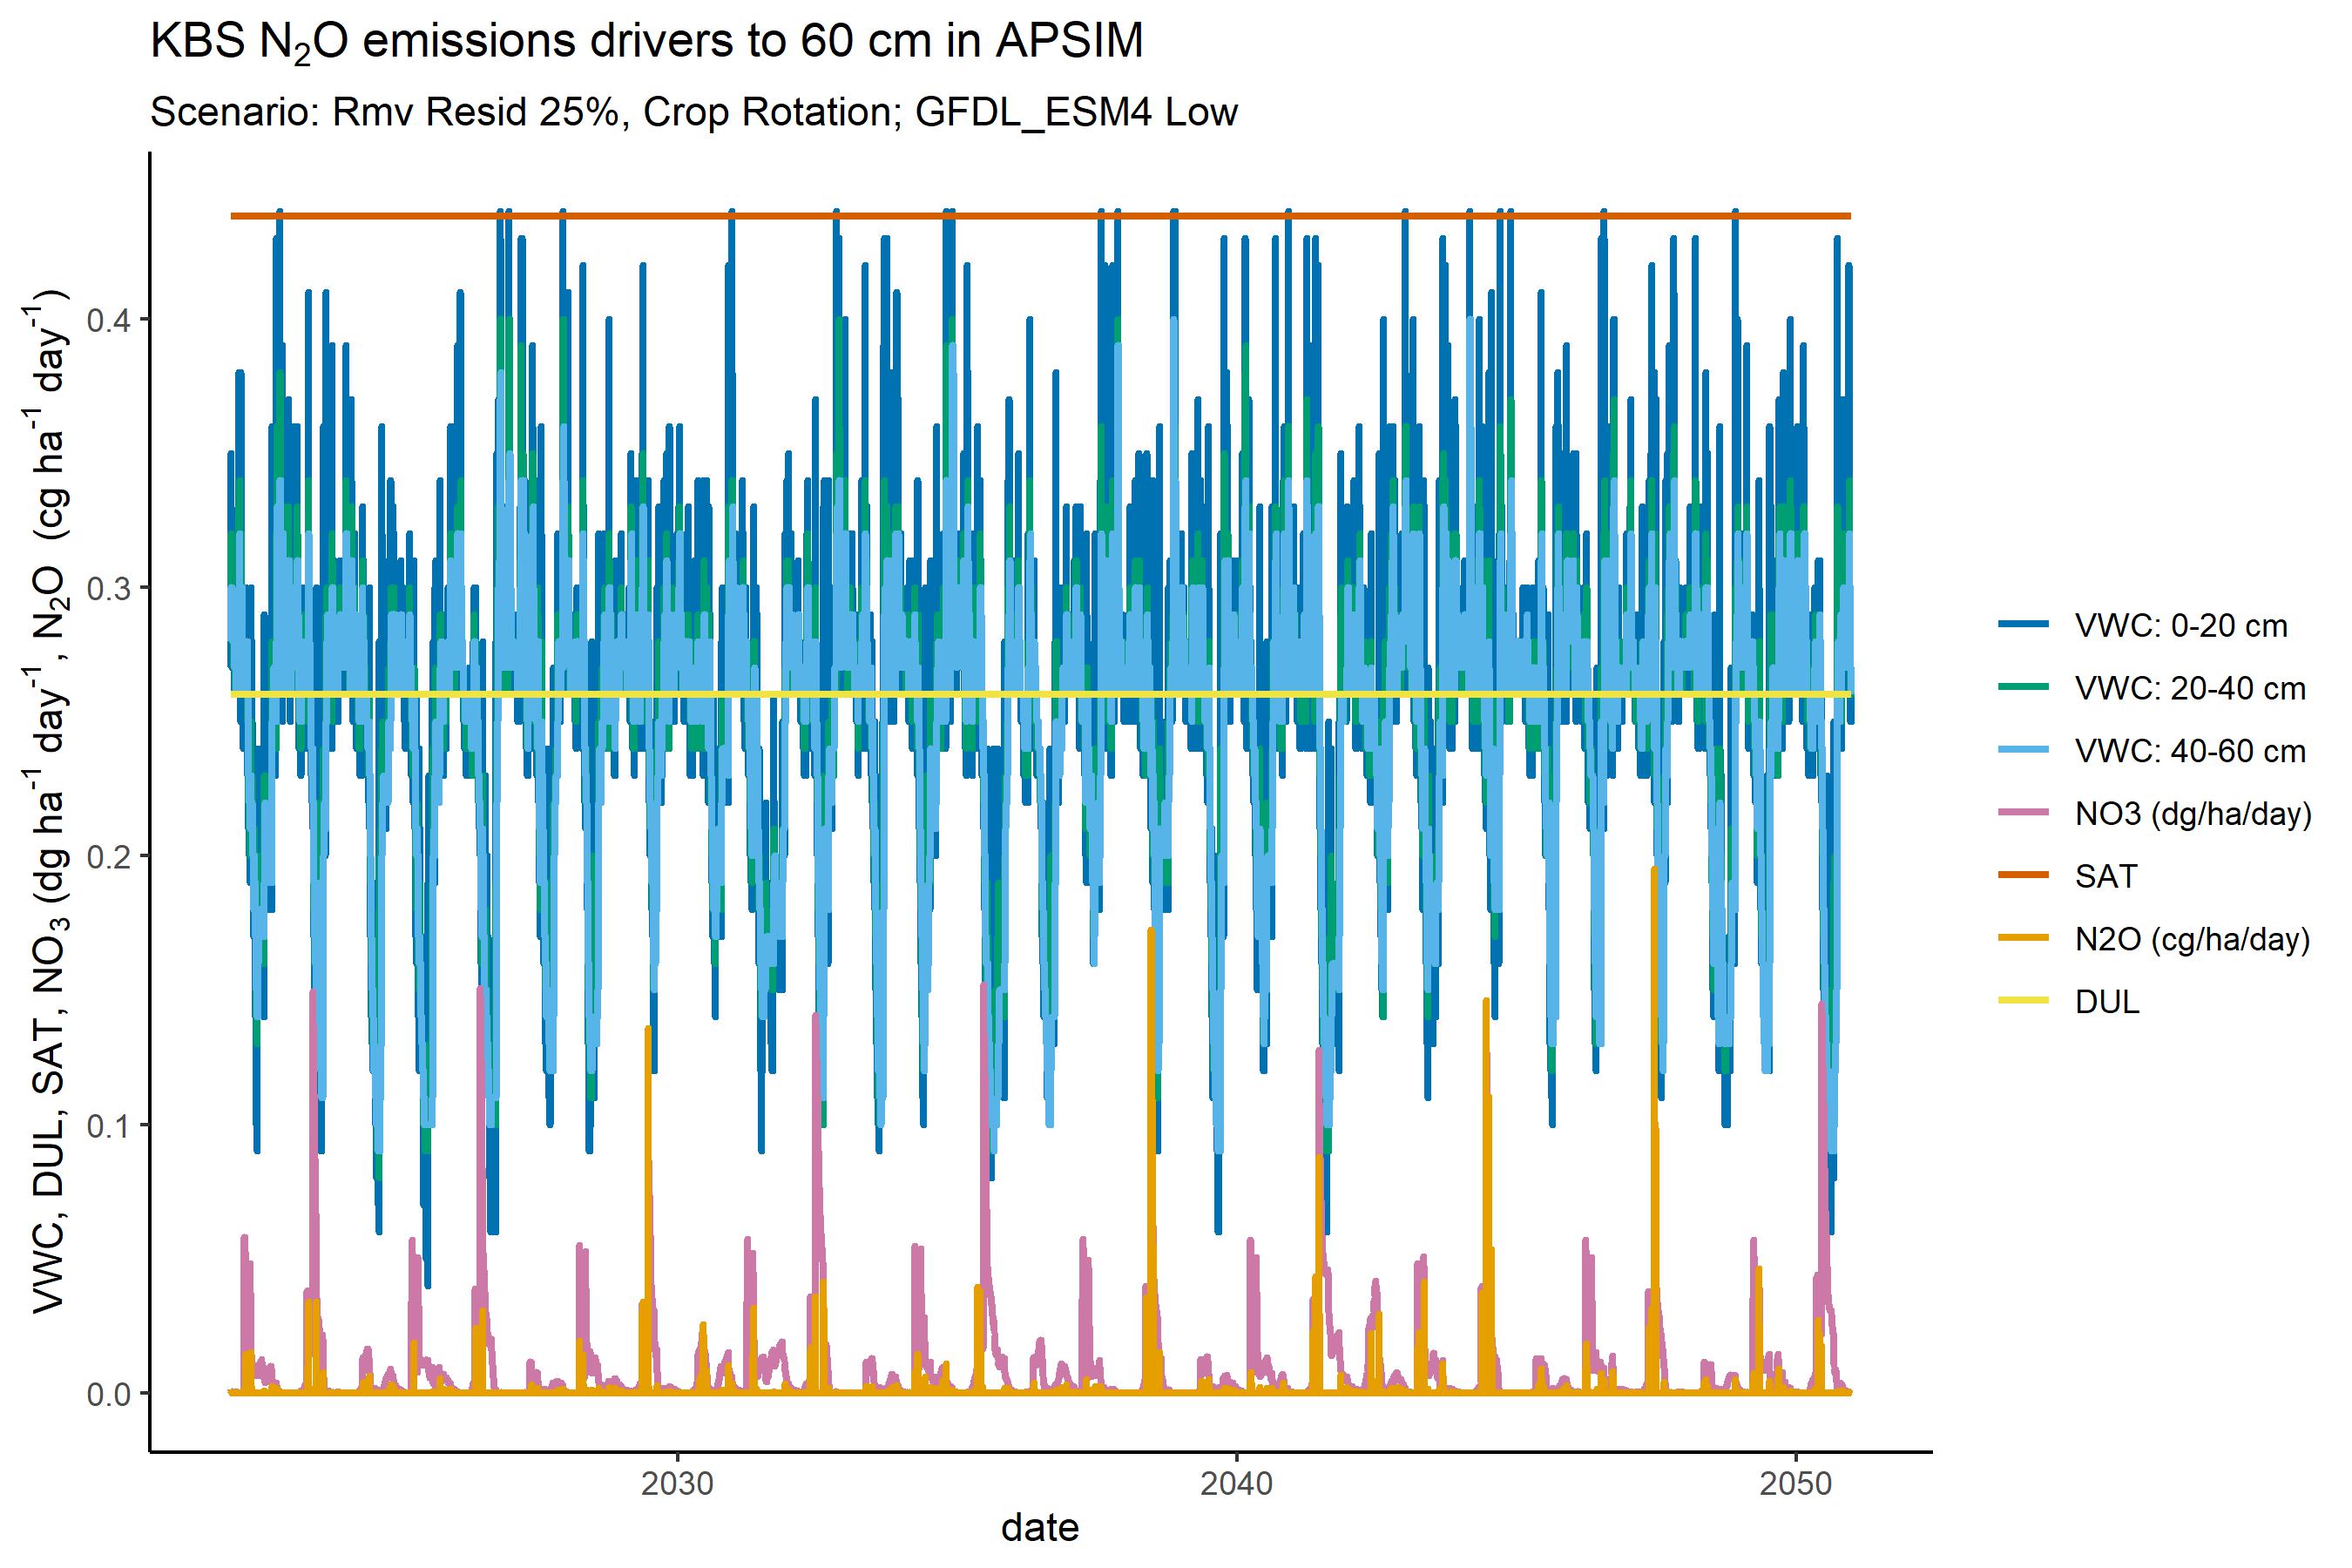 KBS N₂O emissions drivers to 60 cm in APSIM
Scenario: Rmv Resid 25%, Crop Rotation; GFDL_ESM4 Low
VWC, DUL, SAT, NO₃ (dg ha⁻¹ day⁻¹, N₂O (cg ha⁻¹ day⁻¹)
0.4
0.3
0.2
0.1
0.0
2030
2040
2050
date
VWC: 0-20 cm
VWC: 20-40 cm
VWC: 40-60 cm
NO3 (dg/ha/day)
SAT
N2O (cg/ha/day)
DUL